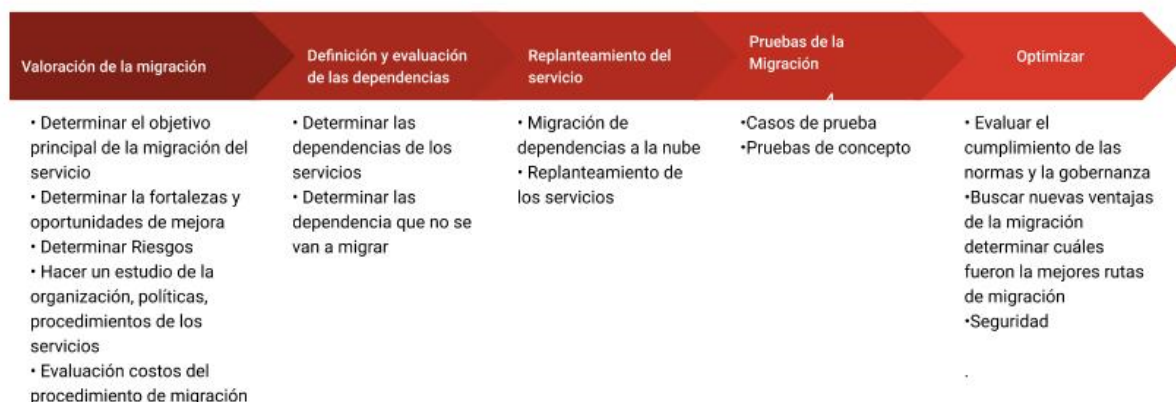 Valoración de la migración
Definición y evaluación
de las dependencias
Replanteamiento del
servicio
Pruebas de la
Migración
Optimizar
• Determinar el objetivo
principal de la migración del
servicio
• Determinar la fortalezas y
oportunidades de mejora
• Determinar Riesgos
• Hacer un estudio de la
organización, políticas,
procedimientos de los
servicios
• Evaluación costos del
procedimiento de migración
• Determinar las
dependencias de los
servicios
• Determinar las
dependencia que no se
van a migrar
• Migración de
dependencias a la nube
• Replanteamiento de
los servicios
•Casos de prueba
•Pruebas de concepto
• Evaluar el
cumplimiento de las
normas y la gobernanza
•Buscar nuevas ventajas
de la migración
determinar cuáles
fueron la mejores rutas
de migración
•Seguridad
.